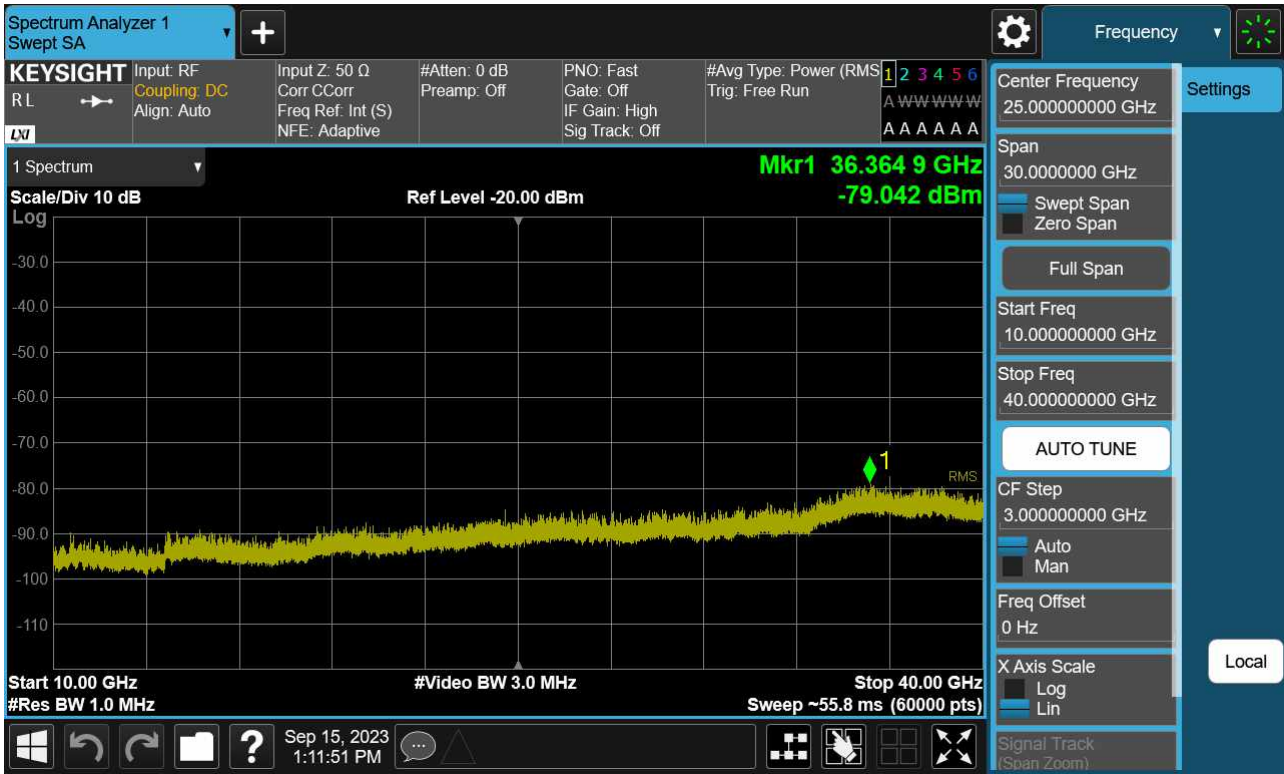 Spectrum Analyzer 1
Swept SA
+
Frequency
KEYSIGHT
R L
LXI
Input: RF
Coupling: DC
Align: Auto
Input Z: 50 Ω
Corr CCorr
Freq Ref: Int (S)
NFE: Adaptive
#Atten: 0 dB
Preamp: Off
PNO: Fast
Gate: Off
IF Gain: High
Sig Track: Off
#Avg Type: Power (RMS
Trig: Free Run
1 2 3 4 5 6
A W W W W W
A A A A A A
1 Spectrum
Scale/Div 10 dB
Log
Ref Level -20.00 dBm
Mkr1 36.364 9 GHz
-79.042 dBm
-30.0
-40.0
-50.0
-60.0
-70.0
-80.0
-90.0
-100
-110
1
RMS
Start 10.00 GHz
#Res BW 1.0 MHz
#Video BW 3.0 MHz
Stop 40.00 GHz
Sweep ~55.8 ms (60000 pts)
Center Frequency
25.000000000 GHz
Span
30.0000000 GHz
Swept Span
Zero Span
Full Span
Start Freq
10.000000000 GHz
Stop Freq
40.000000000 GHz
AUTO TUNE
CF Step
3.000000000 GHz
Auto
Man
Freq Offset
0 Hz
X Axis Scale
Log
Lin
Signal Track
(Span Zoom)
Settings
Local
?
Sep 15, 2023
1:11:51 PM